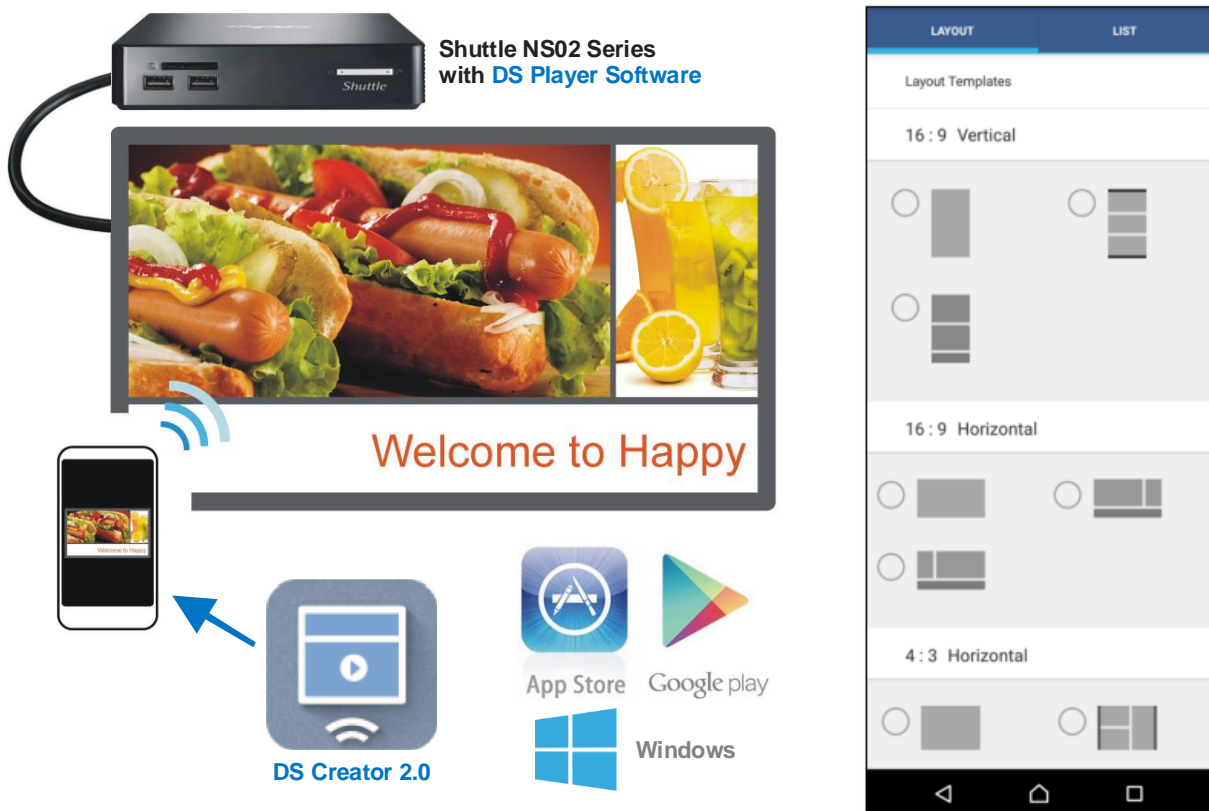 Shuttle
Shuttle NS02 Series
with DS Player Software
Welcome to Happy
Welcome to Happy
DS Creator 2.0
App Store
Google play
Windows
LAYOUT
LIST
Layout Templates
16 : 9 Vertical
16 : 9 Horizontal
4 : 3 Horizontal